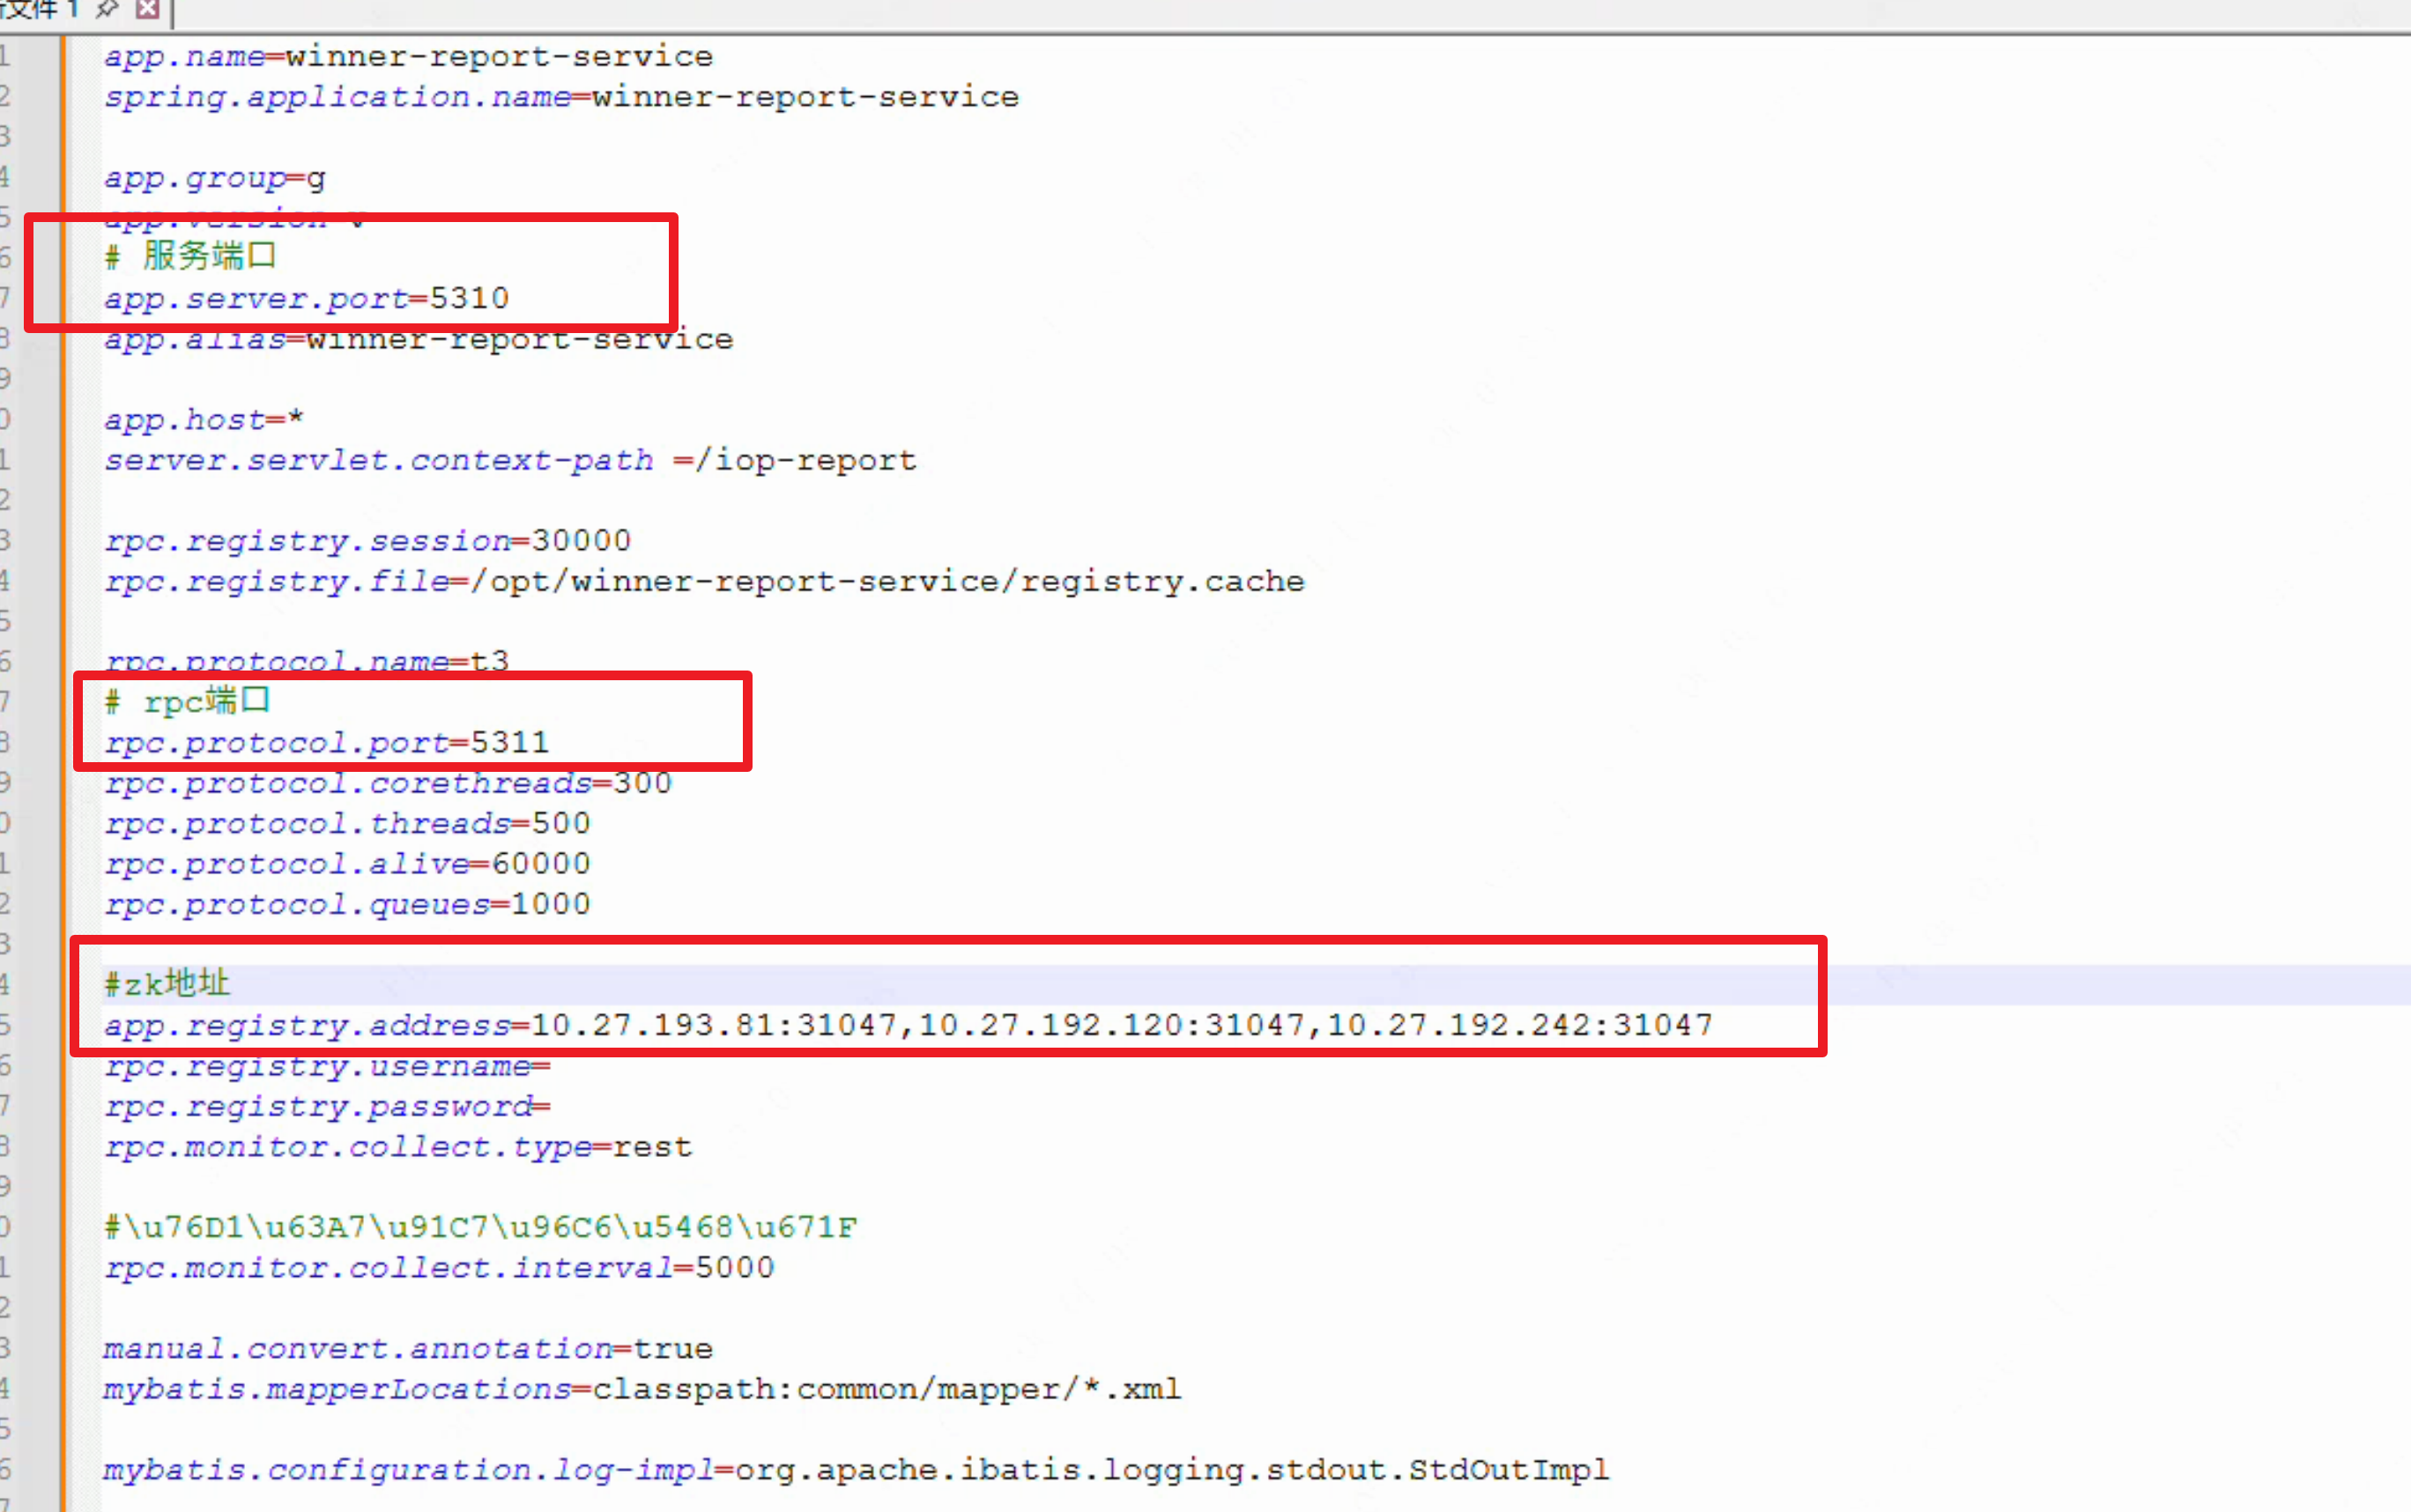 文件 1
1 app.name=winner-report-service
2 spring.application.name=winner-report-service
3
4 app.group=g
5 app.version=v
6 # 服务端口
7 app.server.port=5310
8 app.alias=winner-report-service
9
0 app.host=*
1 server.servlet.context-path =/iop-report
2
3 rpc.registry.session=30000
4 rpc.registry.file=/opt/winner-report-service/registry.cache
5
6 rpc.protocol.name=t3
7 # rpc端口
8 rpc.protocol.port=5311
9 rpc.protocol.corethreads=300
0 rpc.protocol.threads=500
1 rpc.protocol.alive=60000
2 rpc.protocol.queues=1000
3
4 #zk地址
5 app.registry.address=10.27.193.81:31047,10.27.192.120:31047,10.27.192.242:31047
6 rpc.registry.username=
7 rpc.registry.password=
8 rpc.monitor.collect.type=rest
9
0 #\u76D1\u63A7\u91C7\u96C6\u5468\u671F
1 rpc.monitor.collect.interval=5000
2
3 manual.convert.annotation=true
4 mybatis.mapperLocations=classpath:common/mapper/*.xml
5
6 mybatis.configuration.log-impl=org.apache.ibatis.logging.stdout.StdOutImpl
7